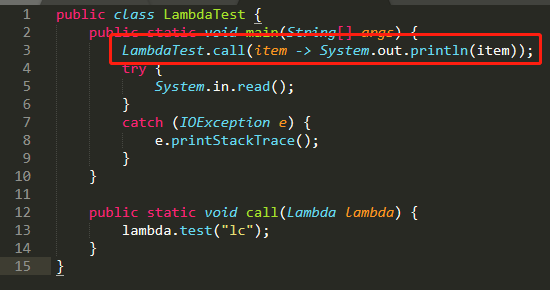 1 public class LambdaTest {
2     public static void main(String[] args) {
3         LambdaTest.call(item -> System.out.println(item));
4         try {
5             System.in.read();
6         }
7         catch (IOException e) {
8             e.printStackTrace();
9         }
10     }
11
12     public static void call(Lambda lambda) {
13         lambda.test("lc");
14     }
15 }